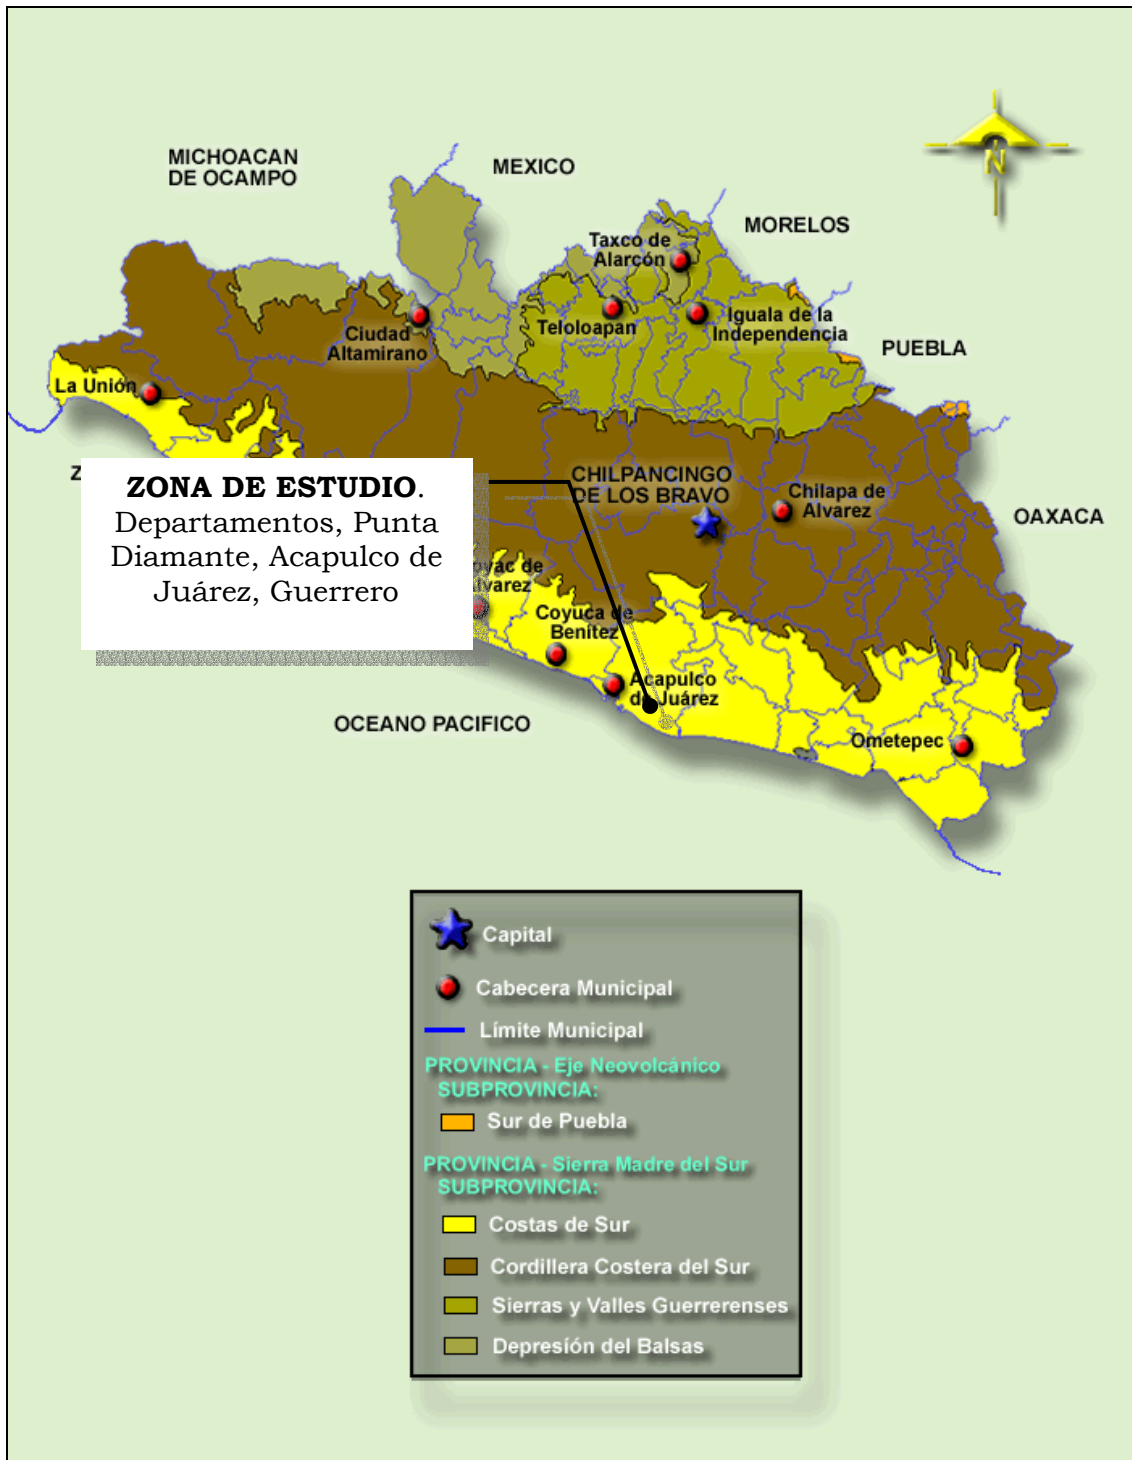 MICHOACAN
DE OCAMPO
MEXICO
MORELOS
Taxco de
Alarcón
Teloloapan
Iguala de la
Independencia
PUEBLA
Ciudad
Altamirano
La Unión
ZONA DE ESTUDIO.
Departamentos, Punta
Diamante, Acapulco de
Juárez, Guerrero
CHILPANCINGO
DE LOS BRAVO
Chilapa de
Alvarez
OAXACA
Coyuca de
Benítez
Acapulco
de Juárez
OCEANO PACIFICO
Ometepec
N
Capital
Cabecera Municipal
Límite Municipal
PROVINCIA - Eje Neovolcánico
SUBPROVINCIA:
Sur de Puebla
PROVINCIA - Sierra Madre del Sur
SUBPROVINCIA:
Costas de Sur
Cordillera Costera del Sur
Sierras y Valles Guerrerenses
Depresíón del Balsas